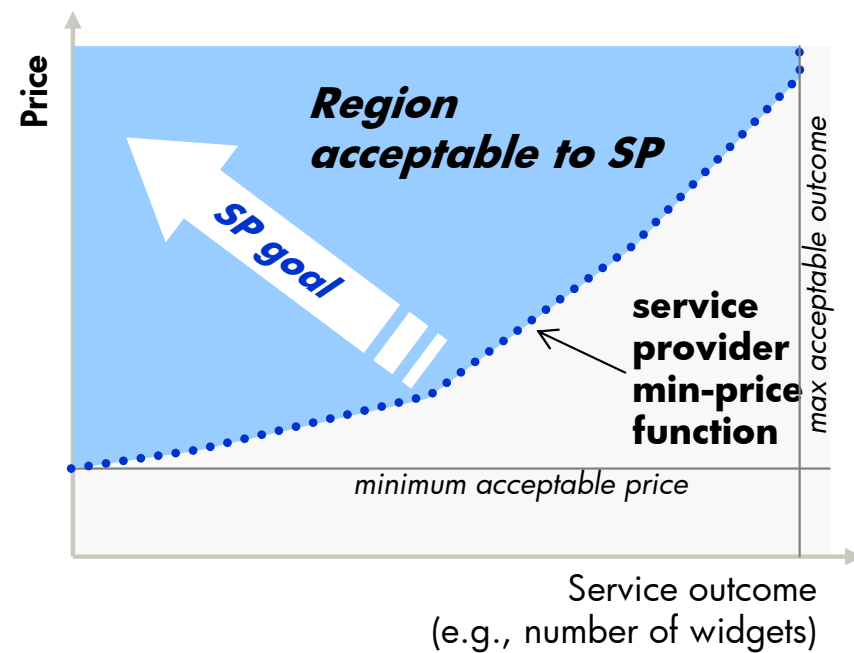 Price
Region
acceptable to SP
SP goal
service
provider
min-price
function
max acceptable outcome
minimum acceptable price
Service outcome
(e.g., number of widgets)